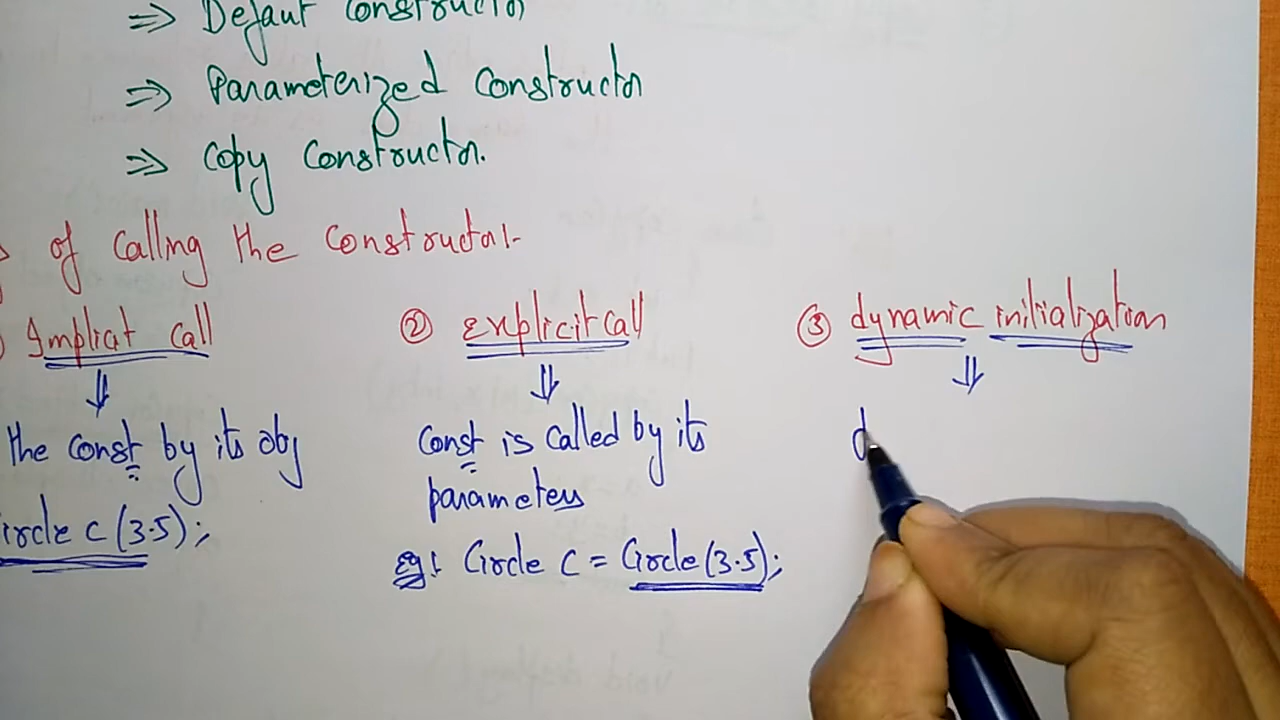 ⇒ Defaut Constructor
⇒ Parameterized Constructor
⇒ Copy Constructor.
of Calling the Constructor:-
Implicit Call
② Explicit Call
③ dynamic initialization
the Const by its obj
Const is Called by its
parameters
d
ircle C (3.5);
eg: Circle C = Circle (3.5);